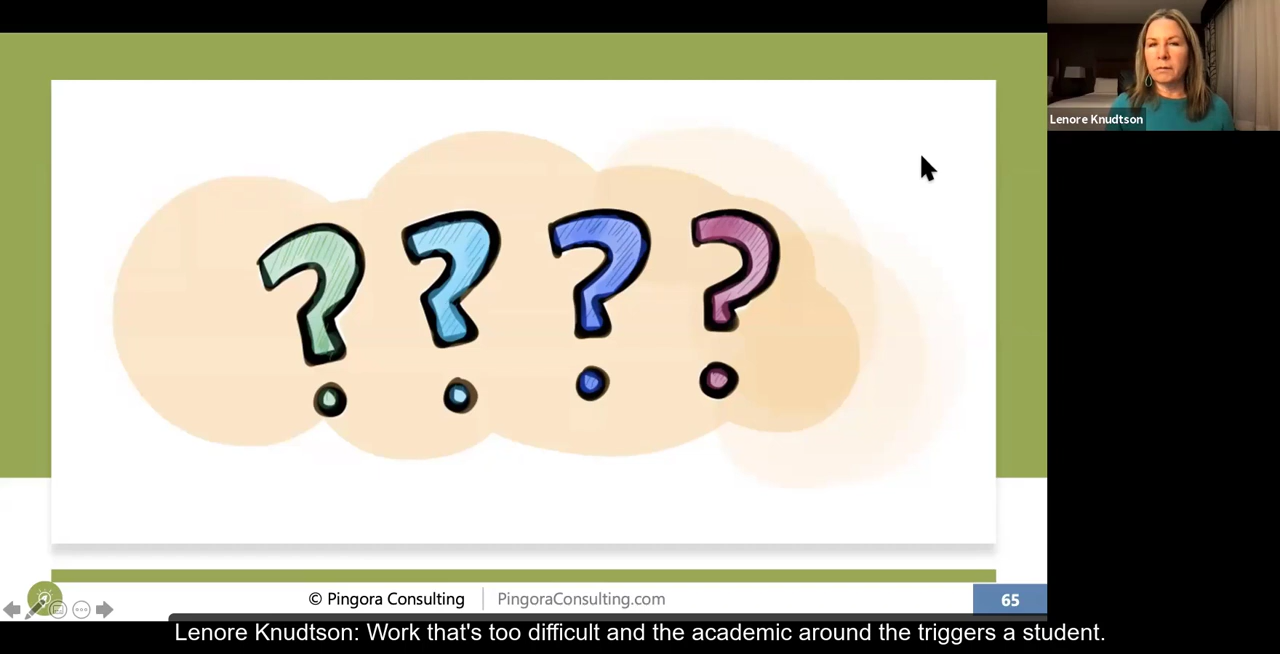 Lenore Knudtson
? ? ? ?
© Pingora Consulting | PingoraConsulting.com
65
Lenore Knudtson: Work that's too difficult and the academic around the triggers a student.